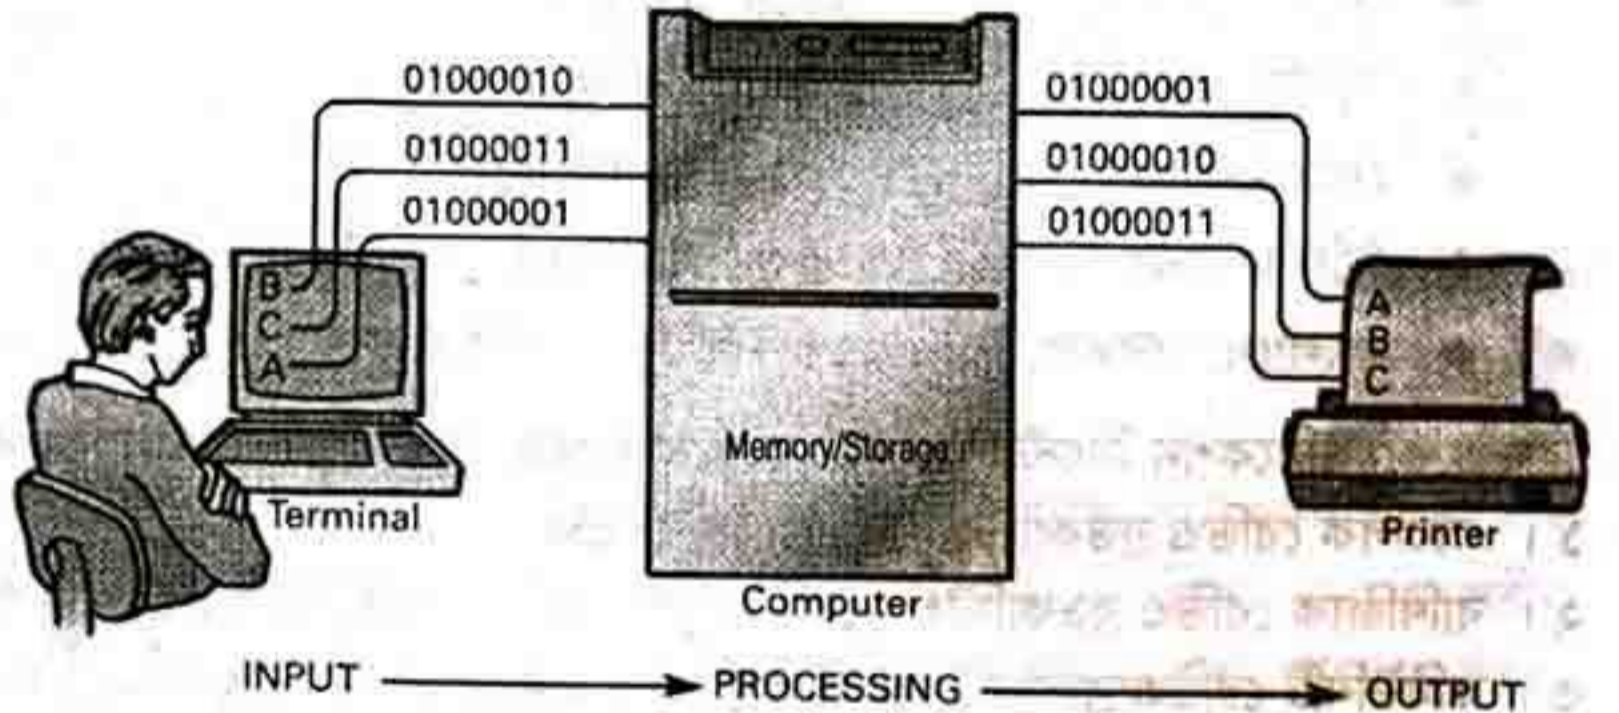 01000010
01000011
01000001
B
C
A
Terminal
Memory/Storage
Computer
01000001
01000010
01000011
A
B
C
Printer
INPUT PROCESSING OUTPUT